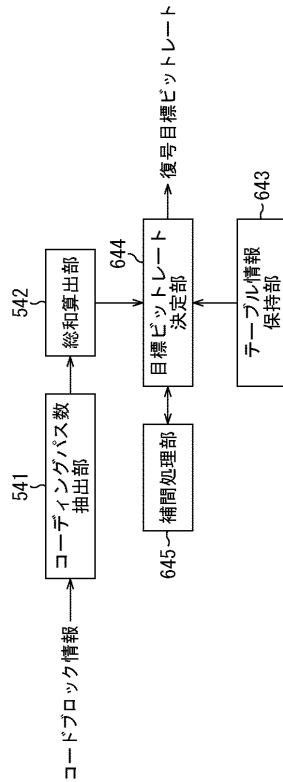 コードブロック情報
541
コーディングパス数
抽出部
542
総和算出部
645
補間処理部
644
目標ビットレート
決定部
復号目標ビットレート
643
テーブル情報
保持部